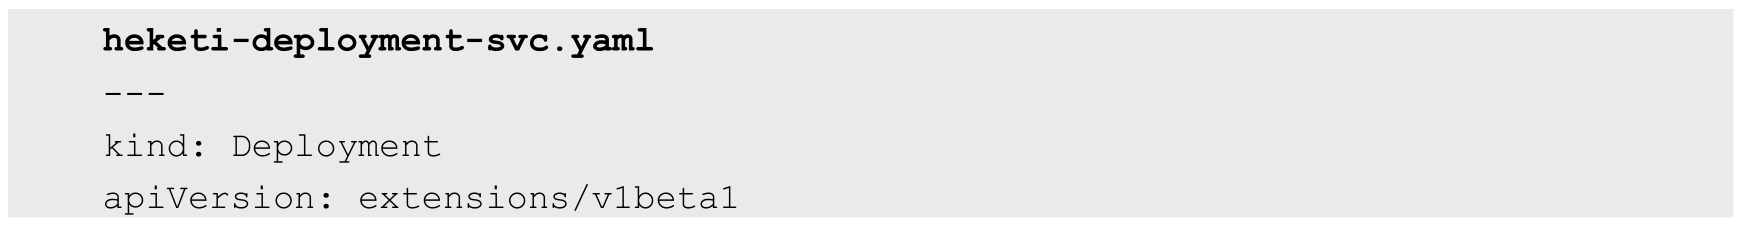 heketi-deployment-svc.yaml
---
kind: Deployment
apiVersion: extensions/v1beta1